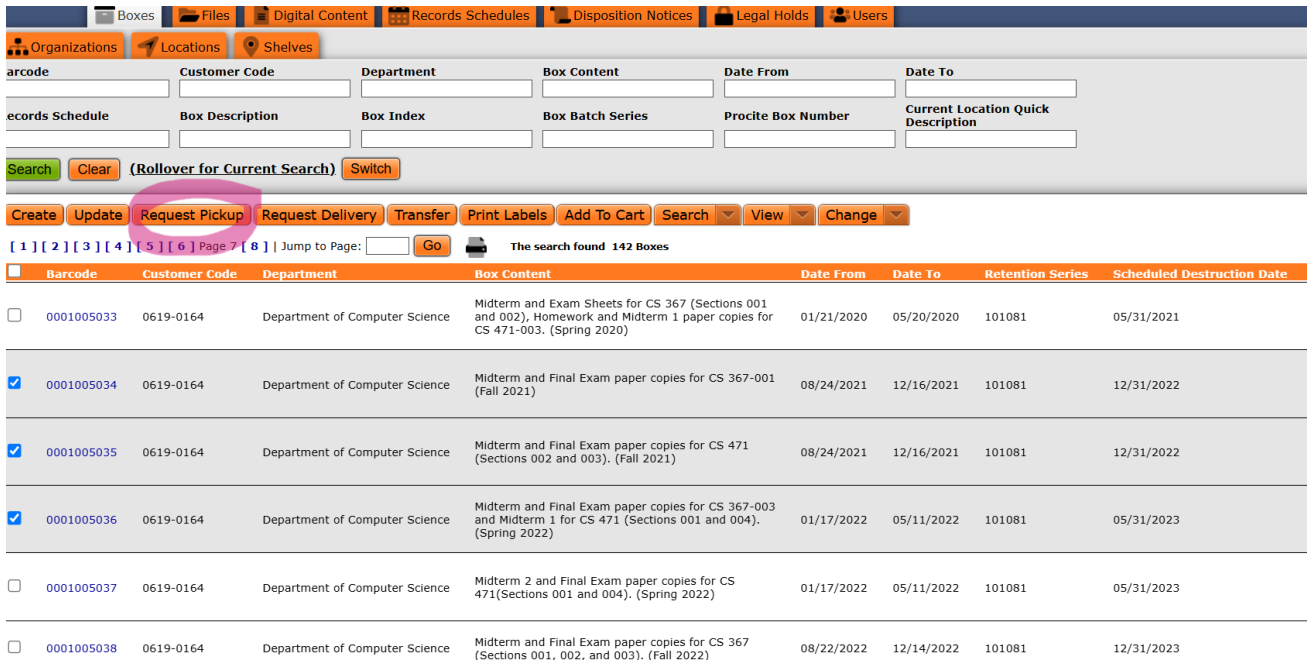 Boxes Files Digital Content Records Schedules Disposition Notices Legal Holds Users
Organizations Locations Shelves
arcode Customer Code Department Box Content Date From Date To
ecords Schedule Box Description Box Index Box Batch Series Procite Box Number Current Location Quick
Description
Search Clear (Rollover for Current Search) Switch
Create Update Request Pickup Request Delivery Transfer Print Labels Add To Cart Search View Change
[ 1 ] [ 2 ] [ 3 ] [ 4 ] [ 5 ] [ 6 ] Page 7 [ 8 ] | Jump to Page: Go The search found 142 Boxes
Barcode Customer Code Department Box Content Date From Date To Retention Series Scheduled Destruction Date
Midterm and Exam Sheets for CS 367 (Sections 001
0001005033 0619-0164 Department of Computer Science and 002), Homework and Midterm 1 paper copies for 01/21/2020 05/20/2020 101081 05/31/2021
CS 471-003. (Spring 2020)
0001005034 0619-0164 Department of Computer Science Midterm and Final Exam paper copies for CS 367-001 08/24/2021 12/16/2021 101081 12/31/2022
(Fall 2021)
0001005035 0619-0164 Department of Computer Science Midterm and Final Exam paper copies for CS 471 08/24/2021 12/16/2021 101081 12/31/2022
(Sections 002 and 003). (Fall 2021)
Midterm and Final Exam paper copies for CS 367-003
0001005036 0619-0164 Department of Computer Science and Midterm 1 for CS 471 (Sections 001 and 004). 01/17/2022 05/11/2022 101081 05/31/2023
(Spring 2022)
0001005037 0619-0164 Department of Computer Science Midterm 2 and Final Exam paper copies for CS 01/17/2022 05/11/2022 101081 05/31/2023
471(Sections 001 and 004). (Spring 2022)
0001005038 0619-0164 Department of Computer Science Midterm and Final Exam paper copies for CS 367 08/22/2022 12/14/2022 101081 12/31/2023
(Sections 001, 002, and 003). (Fall 2022)